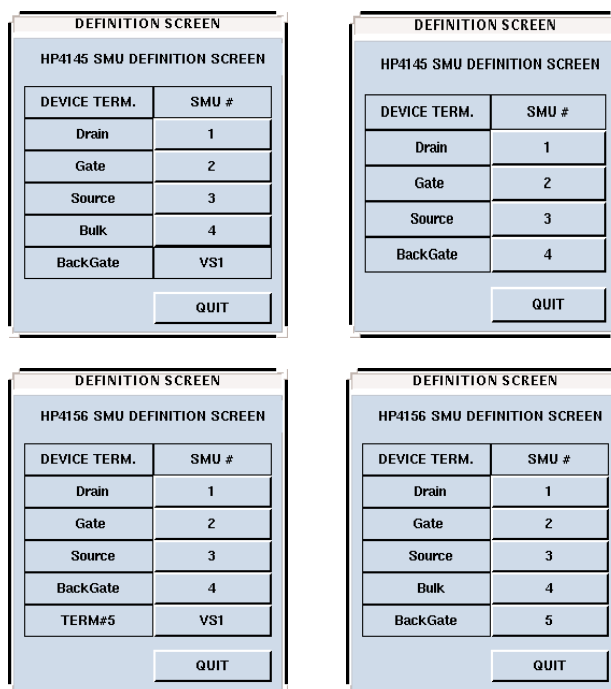 DEFINITION SCREEN
HP4145 SMU DEFINITION SCREEN
DEVICE TERM. SMU #
Drain 1
Gate 2
Source 3
Bulk 4
BackGate VS1
QUIT
DEFINITION SCREEN
HP4145 SMU DEFINITION SCREEN
DEVICE TERM. SMU #
Drain 1
Gate 2
Source 3
BackGate 4
QUIT
DEFINITION SCREEN
HP4156 SMU DEFINITION SCREEN
DEVICE TERM. SMU #
Drain 1
Gate 2
Source 3
BackGate 4
TERM#5 VS1
QUIT
DEFINITION SCREEN
HP4156 SMU DEFINITION SCREEN
DEVICE TERM. SMU #
Drain 1
Gate 2
Source 3
Bulk 4
BackGate 5
QUIT